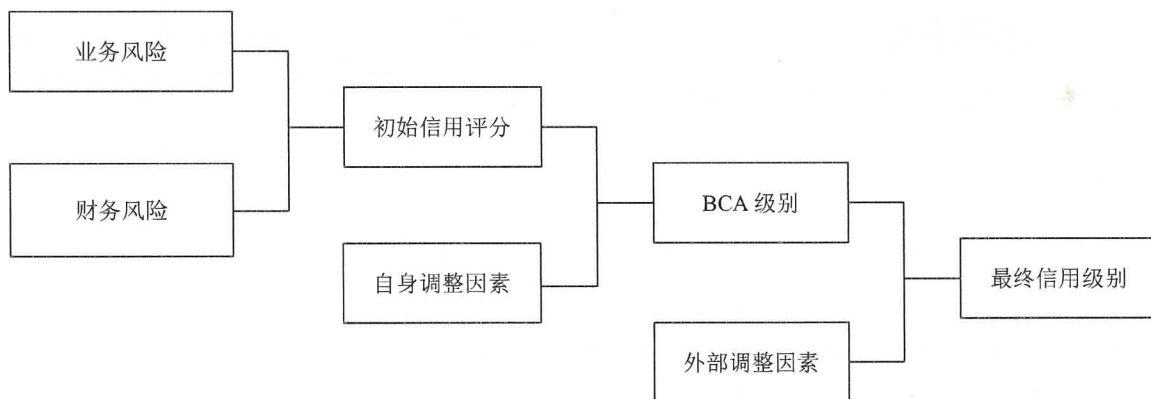 业务风险
初始信用评分
财务风险
BCA 级别
自身调整因素
最终信用级别
外部调整因素